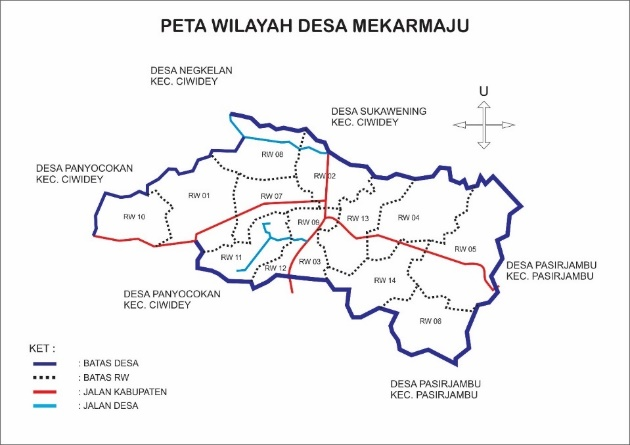 PETA WILAYAH DESA MEKARMAJU
DESA NEGKELAN
KEC. CIWIDEY
U
DESA SUKAWENING
KEC. CIWIDEY
DESA PANYOCOKAN
KEC. CIWIDEY
RW 08
RW 02
RW 01
RW 07
RW 10
RW 09
RW 13
RW 04
RW 05
RW 11
RW 12
RW 03
RW 14
RW 06
DESA PASIRJAMBU
KEC. PASIRJAMBU
DESA PANYOCOKAN
KEC. CIWIDEY
DESA PASIRJAMBU
KEC. PASIRJAMBU
KET :
: BATAS DESA
: BATAS RW
: JALAN KABUPATEN
: JALAN DESA